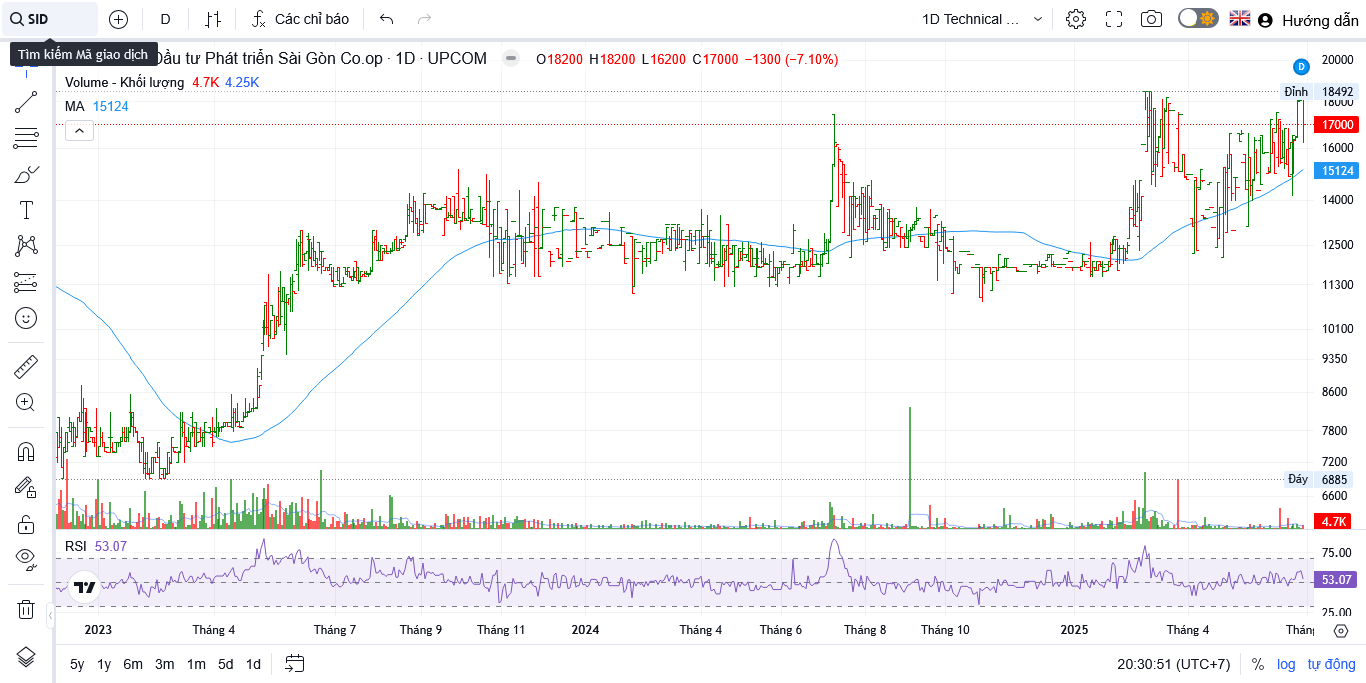 SID
D
Các chỉ báo
1D Technical ...
Hướng dẫn
Tìm kiếm Mã giao dịch
Đầu tư Phát triển Sài Gòn Co.op · 1D · UPCOM
O18200 H18200 L16200 C17000 −1300 (−7.10%)
Volume - Khối lượng 4.7K 4.25K
MA 15124
D
20000
Đỉnh 18492
18000
17000
16000
15124
14000
12500
11300
10100
9350
8600
7800
7200
Đáy 6885
6600
4.7K
RSI 53.07
75.00
53.07
25.00
2023 Tháng 4 Tháng 7 Tháng 9 Tháng 11 2024 Tháng 4 Tháng 6 Tháng 8 Tháng 10 2025 Tháng 4 Thán
5y 1y 6m 3m 1m 5d 1d
20:30:51 (UTC+7) % log tự động